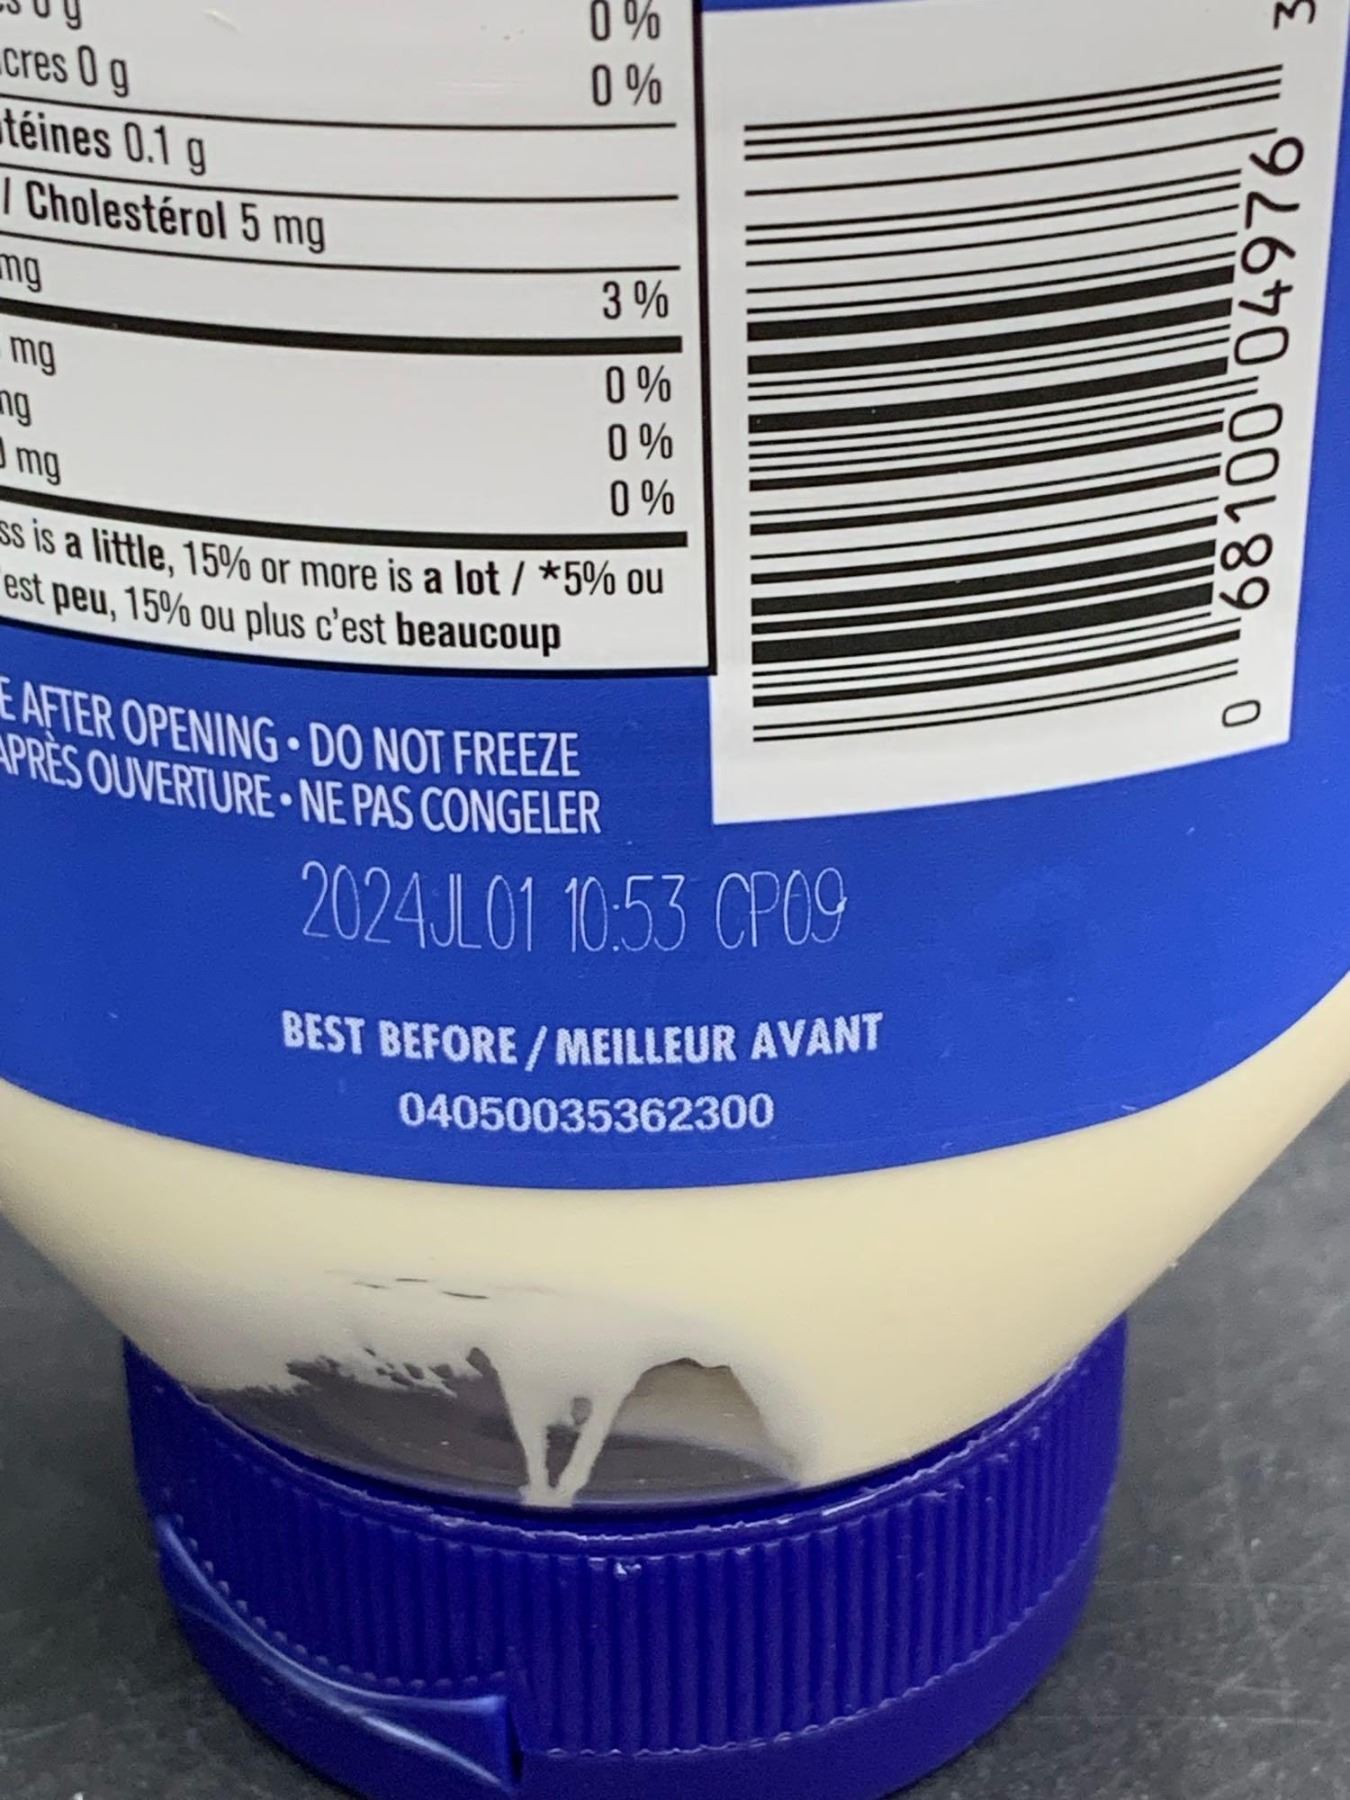 0 %
cres 0 g 0 %
téines 0.1 g
/ Cholestérol 5 mg
mg 3 %
mg 0 %
mg 0 %
mg 0 %
ss is a little, 15% or more is a lot / *5% ou
est peu, 15% ou plus c'est beaucoup
E AFTER OPENING • DO NOT FREEZE
APRÈS OUVERTURE • NE PAS CONGELER
2024JL01 10:53 CP09
BEST BEFORE / MEILLEUR AVANT
04050035362300
0 68100 04976 3